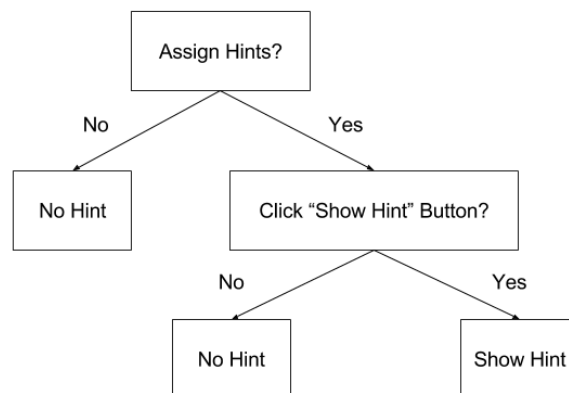 Assign Hints?
No
Yes
No Hint
Click “Show Hint” Button?
No
Yes
No Hint
Show Hint